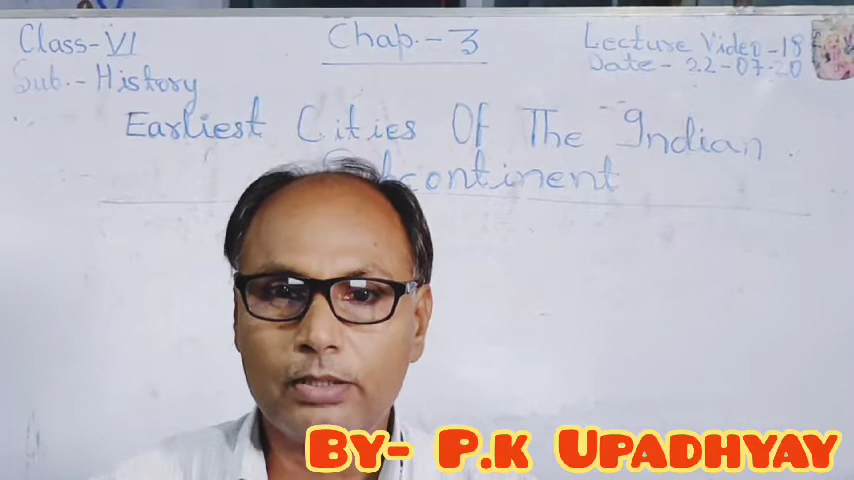 Class-VI
Chap.-3
Lecture Video-18
Sub.-History
Date-22-07-20
Earliest Cities Of The Indian
Subcontinent
By- P.K Upadhyay